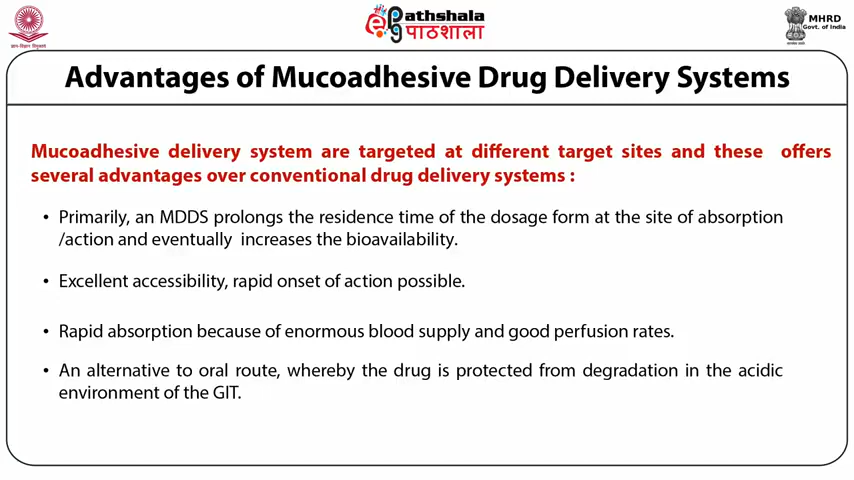 ज्ञान-विज्ञान विमुक्तये
epathshala
पाठशाला
MHRD
Govt. of India
Advantages of Mucoadhesive Drug Delivery Systems
Mucoadhesive delivery system are targeted at different target sites and these offers
several advantages over conventional drug delivery systems :
• Primarily, an MDDS prolongs the residence time of the dosage form at the site of absorption
/action and eventually increases the bioavailability.
• Excellent accessibility, rapid onset of action possible.
• Rapid absorption because of enormous blood supply and good perfusion rates.
• An alternative to oral route, whereby the drug is protected from degradation in the acidic
environment of the GIT.